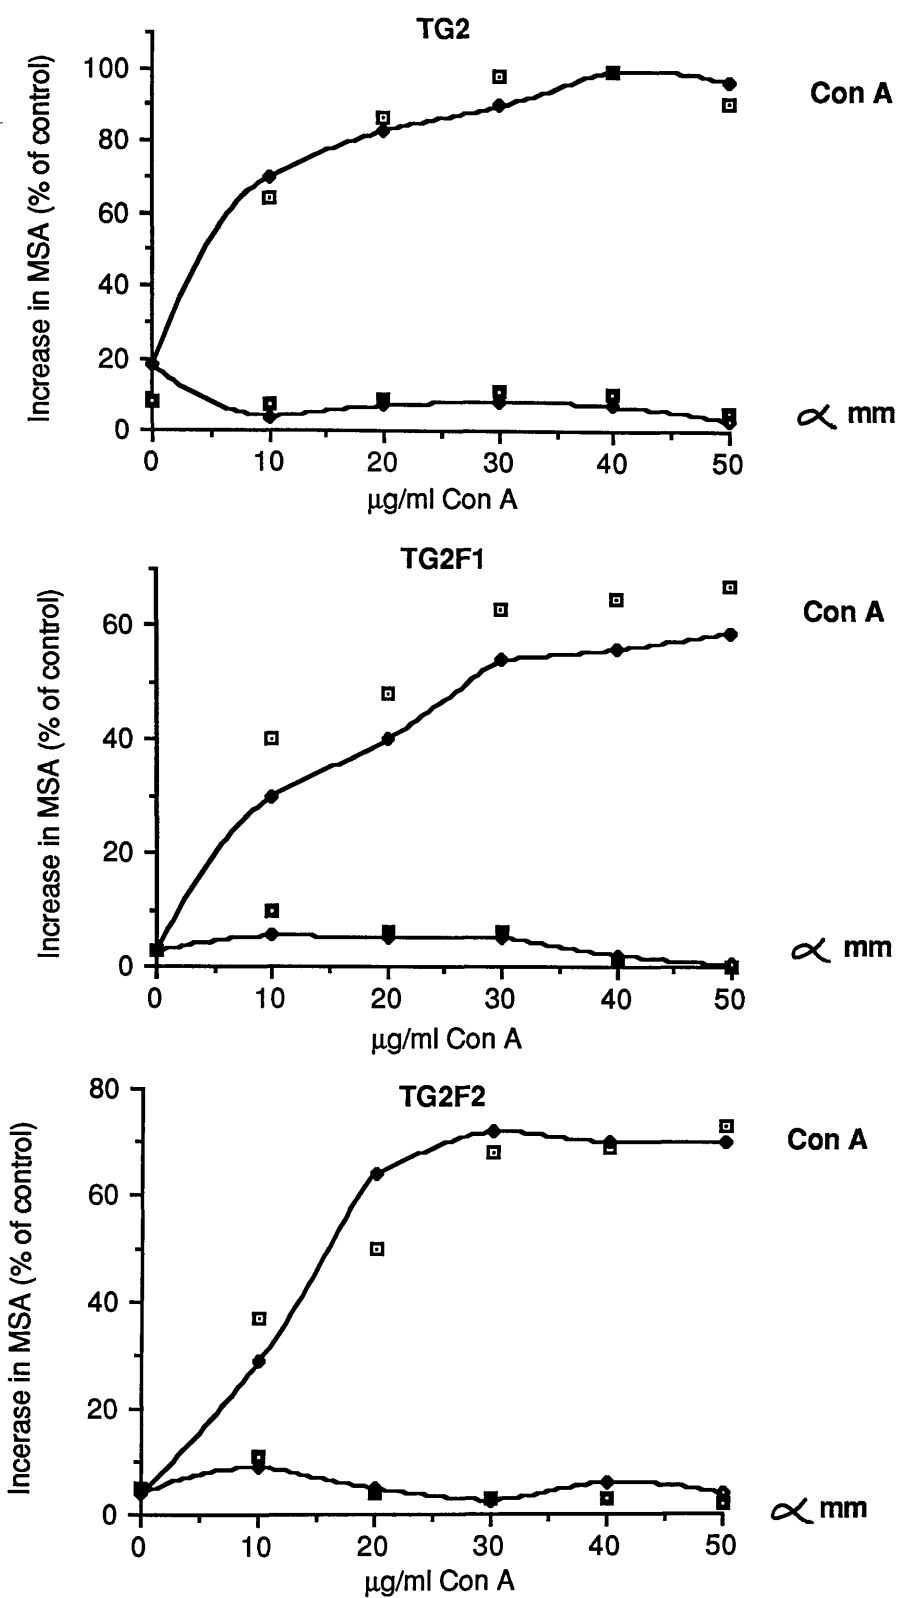 TG2
Increase in MSA (% of control)
100
80
60
40
20
0
0 10 20 30 40 50
µg/ml Con A
Con A
α mm
TG2F1
Increase in MSA (% of control)
60
40
20
0
0 10 20 30 40 50
µg/ml Con A
Con A
α mm
TG2F2
Incerase in MSA (% of control)
80
60
40
20
0
0 10 20 30 40 50
µg/ml Con A
Con A
α mm